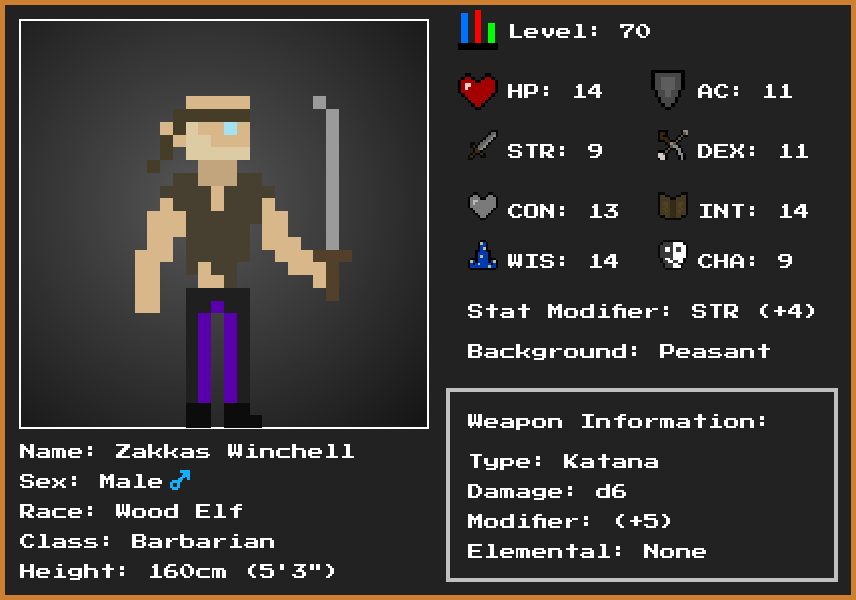 Level: 70
HP: 14
AC: 11
STR: 9
DEX: 11
CON: 13
INT: 14
WIS: 14
CHA: 9
Stat Modifier: STR (+4)
Background: Peasant
Weapon Information:
Type: Katana
Damage: d6
Modifier: (+5)
Elemental: None
Name: Zakkas Winchell
Sex: Male♂
Race: Wood Elf
Class: Barbarian
Height: 160cm (5'3")